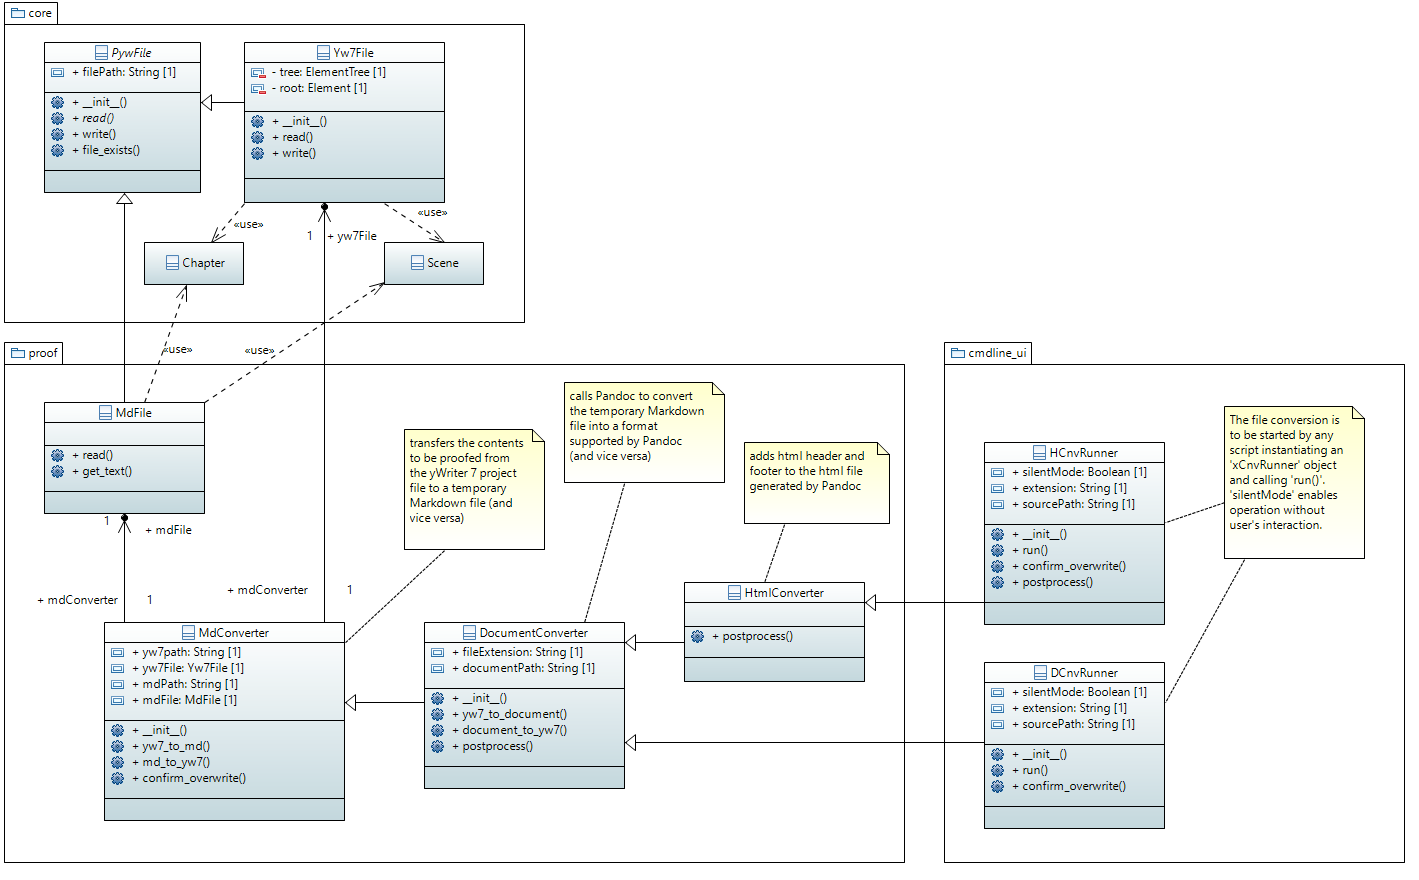 core
PywFile
+ filePath: String [1]
+ __init__()
+ read()
+ write()
+ file_exists()
Yw7File
- tree: ElementTree [1]
- root: Element [1]
+ __init__()
+ read()
+ write()
«use»
«use»
1
+ yw7File
Chapter
Scene
proof
«use»
«use»
MdFile
+ read()
+ get_text()
1
+ mdFile
transfers the contents
to be proofed from
the yWriter 7 project
file to a temporary
Markdown file (and
vice versa)
calls Pandoc to convert
the temporary Markdown
file into a format
supported by Pandoc
(and vice versa)
adds html header and
footer to the html file
generated by Pandoc
+ mdConverter
1
+ mdConverter
1
MdConverter
+ yw7path: String [1]
+ yw7File: Yw7File [1]
+ mdPath: String [1]
+ mdFile: MdFile [1]
+ __init__()
+ yw7_to_md()
+ md_to_yw7()
+ confirm_overwrite()
DocumentConverter
+ fileExtension: String [1]
+ documentPath: String [1]
+ __init__()
+ yw7_to_document()
+ document_to_yw7()
+ postprocess()
HtmlConverter
+ postprocess()
cmdline_ui
HCnvRunner
+ silentMode: Boolean [1]
+ extension: String [1]
+ sourcePath: String [1]
+ __init__()
+ run()
+ confirm_overwrite()
+ postprocess()
The file conversion is
to be started by any
script instantiating an
'xCnvRunner' object
and calling 'run()'.
'silentMode' enables
operation without
user's interaction.
DCnvRunner
+ silentMode: Boolean [1]
+ extension: String [1]
+ sourcePath: String [1]
+ __init__()
+ run()
+ confirm_overwrite()